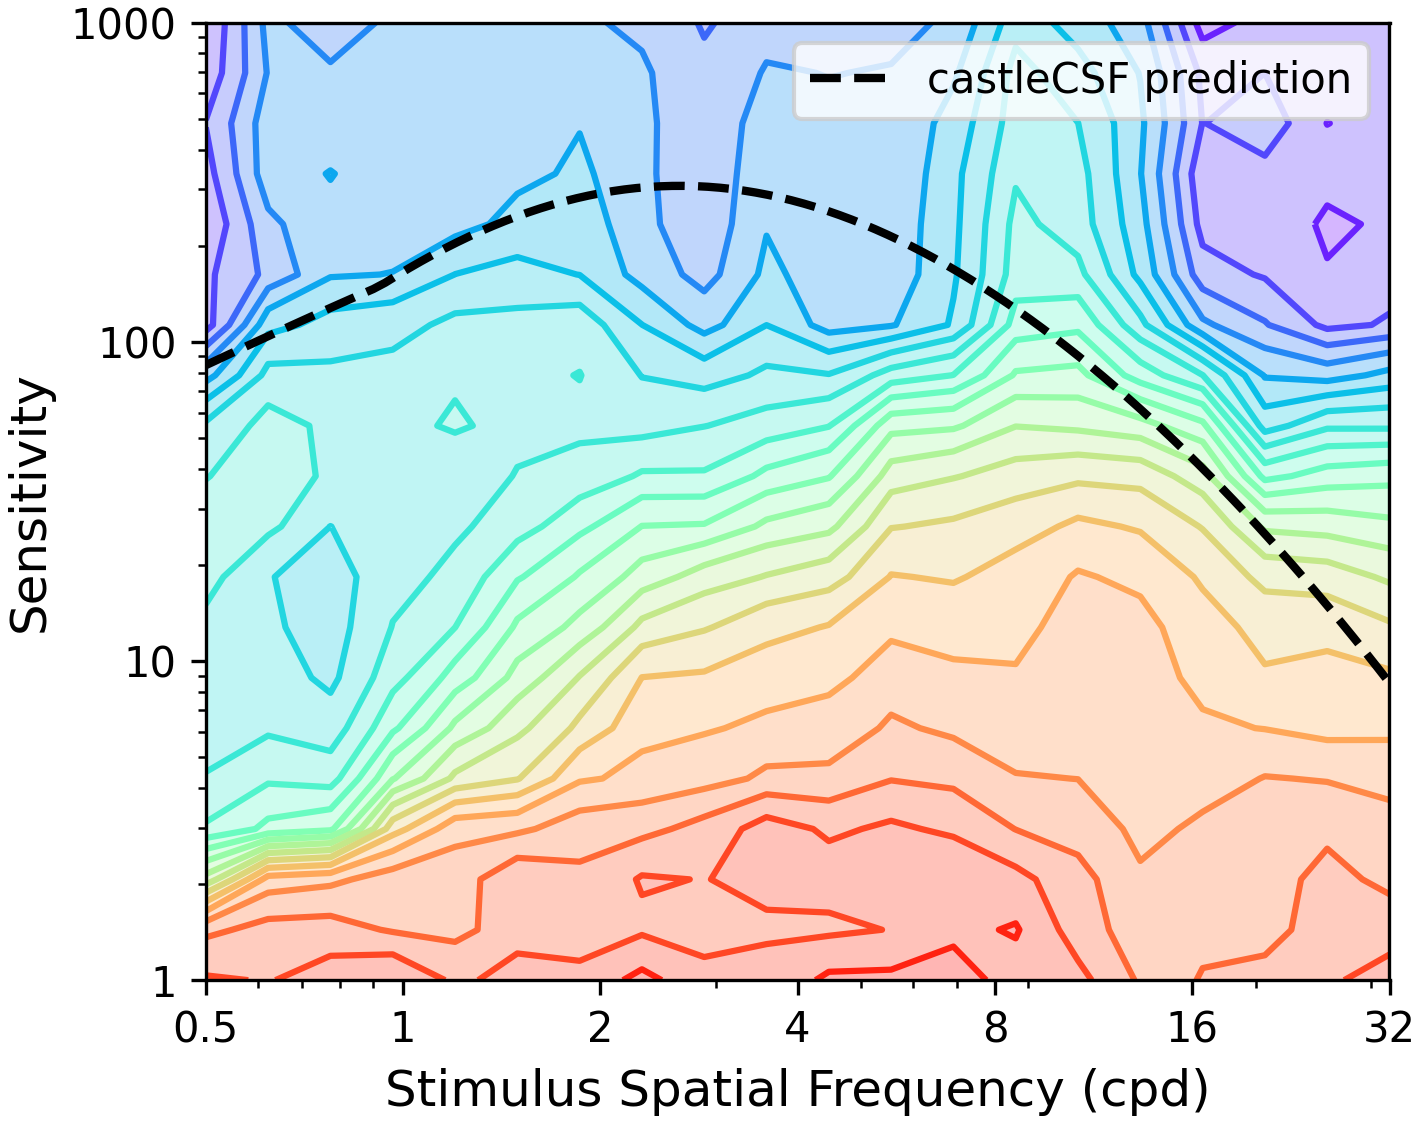 1000
castleCSF prediction
100
Sensitivity
10
1
0.5 1 2 4 8 16 32
Stimulus Spatial Frequency (cpd)